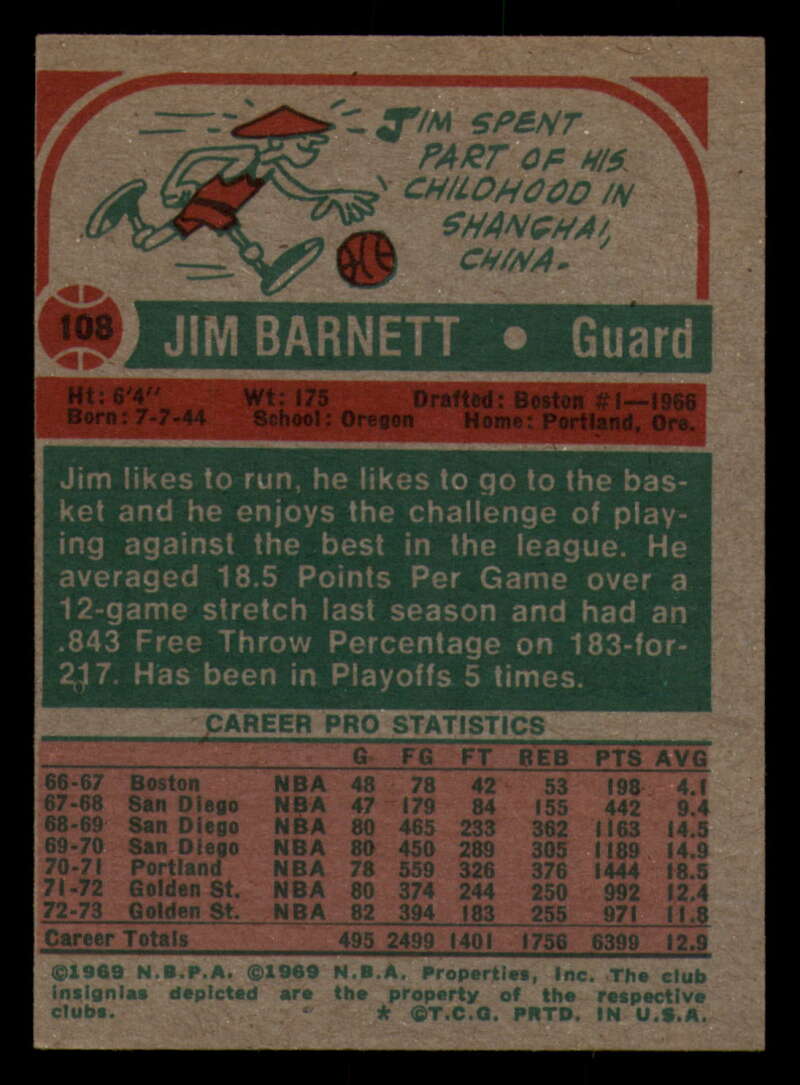 JIM SPENT
PART OF HIS
CHILDHOOD IN
SHANGHAI,
CHINA.
108 JIM BARNETT • Guard
Ht: 6'4" Wt: 175 Drafted: Boston #1—1966
Born: 7-7-44 School: Oregon Home: Portland, Ore.
Jim likes to run, he likes to go to the bas-
ket and he enjoys the challenge of play-
ing against the best in the league. He
averaged 18.5 Points Per Game over a
12-game stretch last season and had an
.843 Free Throw Percentage on 183-for-
217. Has been in Playoffs 5 times.
CAREER PRO STATISTICS
G FG FT REB PTS AVG
66-67 Boston NBA 48 78 42 53 198 4.1
67-68 San Diego NBA 47 179 84 155 442 9.4
68-69 San Diego NBA 80 465 233 362 1163 14.5
69-70 San Diego NBA 80 450 289 305 1189 14.9
70-71 Portland NBA 78 559 326 376 1444 18.5
71-72 Golden St. NBA 80 374 244 250 992 12.4
72-73 Golden St. NBA 82 394 183 255 971 11.8
Career Totals 495 2499 1401 1756 6399 12.9
©1969 N.B.P.A. ©1969 N.B.A. Properties, Inc. The club
insignias depicted are the property of the respective
clubs. * ©T.C.G. PRTD. IN U.S.A.